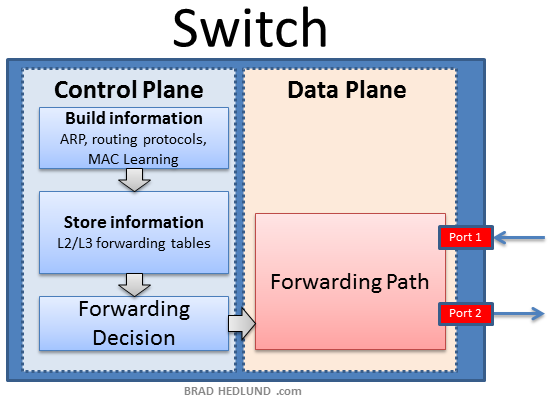 Switch
Control Plane
Build information
ARP, routing protocols,
MAC Learning
Store information
L2/L3 forwarding tables
Forwarding
Decision
Data Plane
Forwarding Path
Port 1
Port 2
BRAD HEDLUND .com